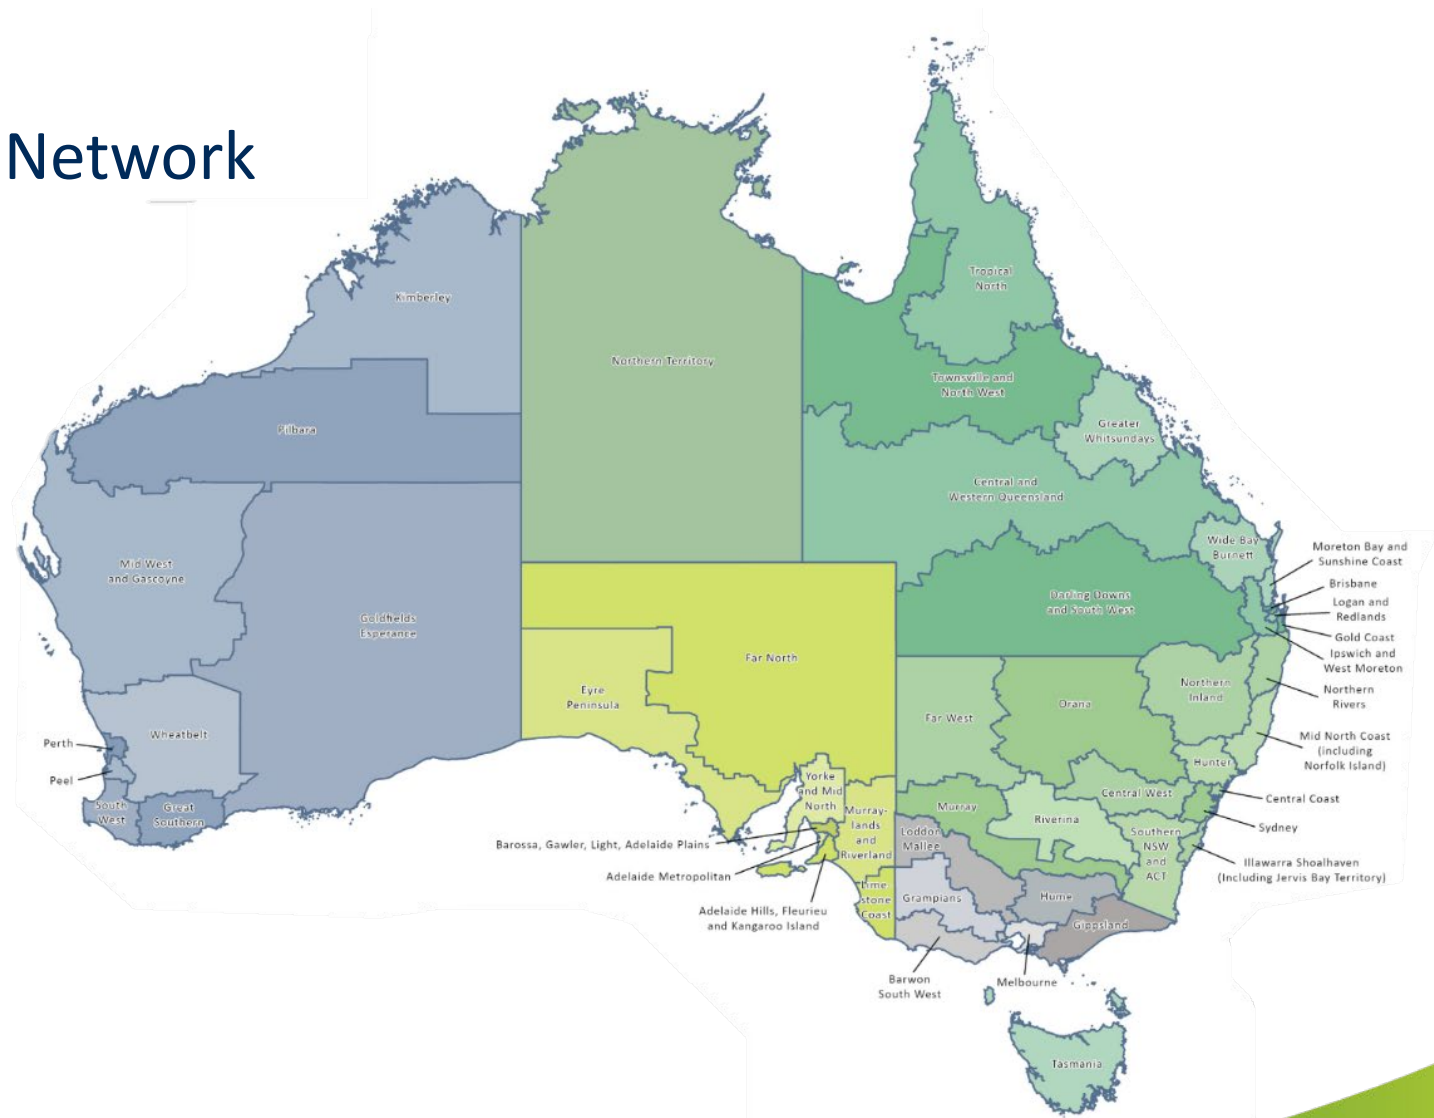 Network
Kimberley
Pilbara
Mid West
and Gascoyne
Goldfields
Esperance
Wheatbelt
Perth
Peel
South
West
Great
Southern
Northern Territory
Far North
Eyre
Peninsula
Yorke
and Mid
North
Murray-
lands
and
Riverland
Lime
stone
Coast
Barossa, Gawler, Light, Adelaide Plains
Adelaide Metropolitan
Adelaide Hills, Fleurieu
and Kangaroo Island
Tropical
North
Townsville and
North West
Greater
Whitsundays
Central and
Western Queensland
Wide Bay
Burnett
Darling Downs
and South West
Moreton Bay and
Sunshine Coast
Brisbane
Logan and
Redlands
Gold Coast
Ipswich and
West Moreton
Northern
Rivers
Mid North Coast
(including
Norfolk Island)
Central Coast
Sydney
Illawarra Shoalhaven
(Including Jervis Bay Territory)
Far West
Orana
Northern
Inland
Hunter
Central West
Murray
Riverina
Southern
NSW
and
ACT
Loddon
Mallee
Grampians
Hume
Gippsland
Barwon
South West
Melbourne
Tasmania